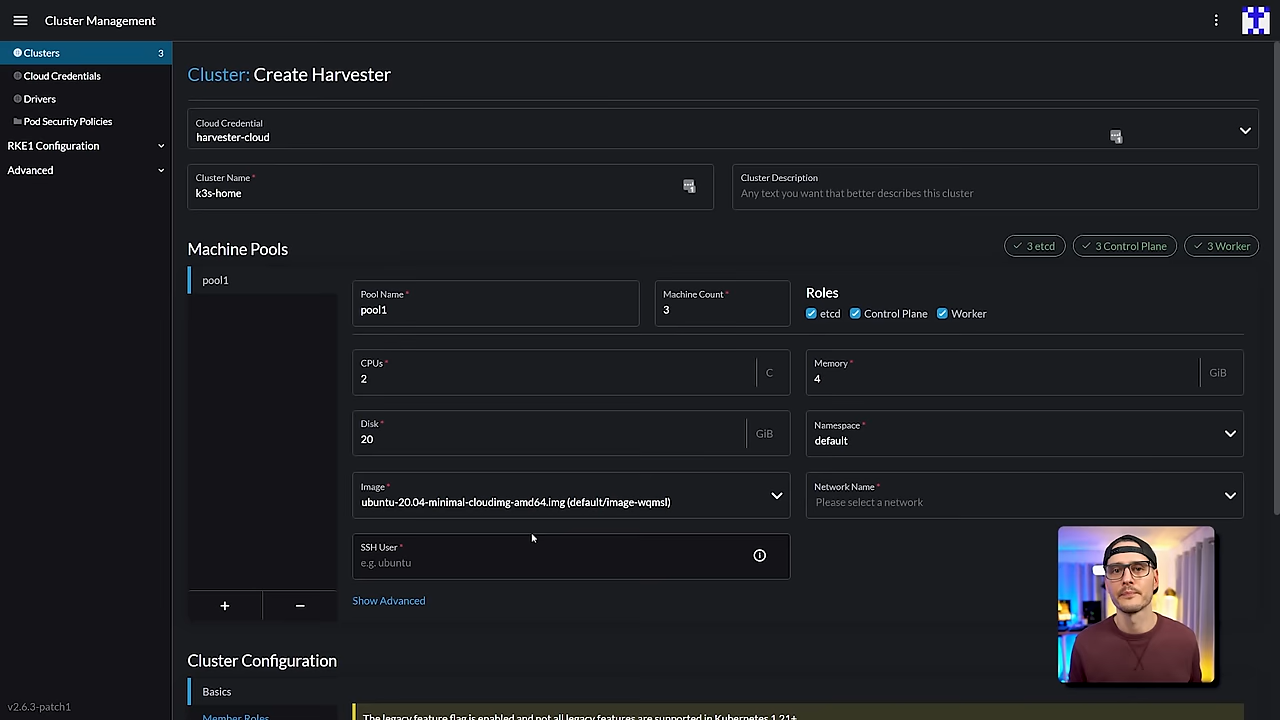 Cluster Management
Clusters 3
Cloud Credentials
Drivers
Pod Security Policies
RKE1 Configuration
Advanced
v2.6.3-patch1
Cluster: Create Harvester
Cloud Credential
harvester-cloud
Cluster Name *
k3s-home
Cluster Description
Any text you want that better describes this cluster
Machine Pools
3 etcd 3 Control Plane 3 Worker
pool1
Pool Name *
pool1
Machine Count *
3
Roles
etcd Control Plane Worker
CPUs *
2 C
Memory *
4 GiB
Disk *
20 GiB
Namespace *
default
Image *
ubuntu-20.04-minimal-cloudimg-amd64.img (default/image-wqmsl)
Network Name *
Please select a network
SSH User *
e.g. ubuntu
+ −
Show Advanced
Cluster Configuration
Basics
Member Roles
The legacy feature flag is enabled and not all legacy features are supported in Kubernetes 1.21+.